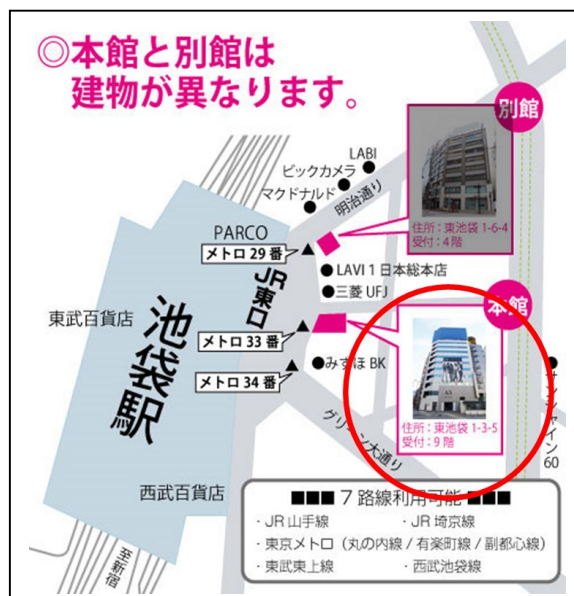 ◎本館と別館は
建物が異なります。
別館
LABI
ビックカメラ
マクドナルド
明治通り
住所：東池袋 1-6-4
受付：4 階
PARCO
メトロ 29 番
JR東口
LAVI 1 日本総本店
三菱 UFJ
本館
東武百貨店
池袋駅
メトロ 33 番
みずほ BK
メトロ 34 番
サンシャイン60
住所：東池袋 1-3-5
受付：9 階
グリーン大通り
西武百貨店
■■■ 7 路線利用可能 ■■■
・JR 山手線
・JR 埼京線
・東京メトロ（丸の内線 / 有楽町線 / 副都心線）
・東武東上線
・西武池袋線
至新宿